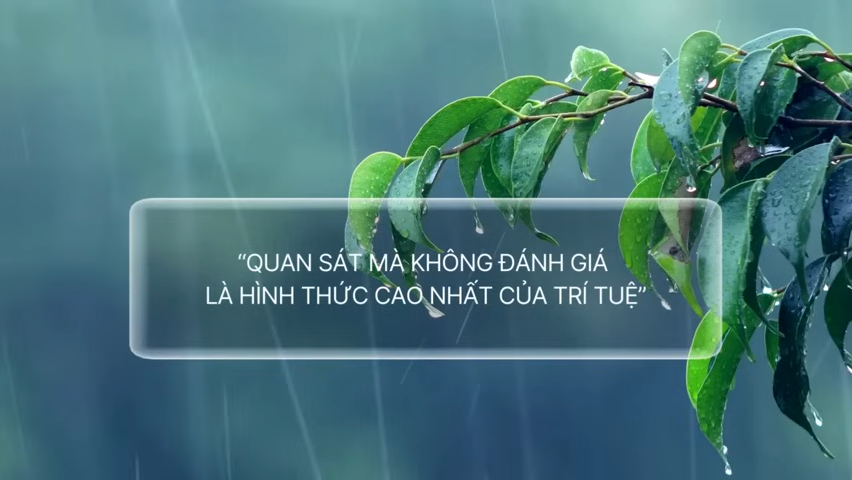 “QUAN SÁT MÀ KHÔNG ĐÁNH GIÁ
LÀ HÌNH THỨC CAO NHẤT CỦA TRÍ TUỆ”